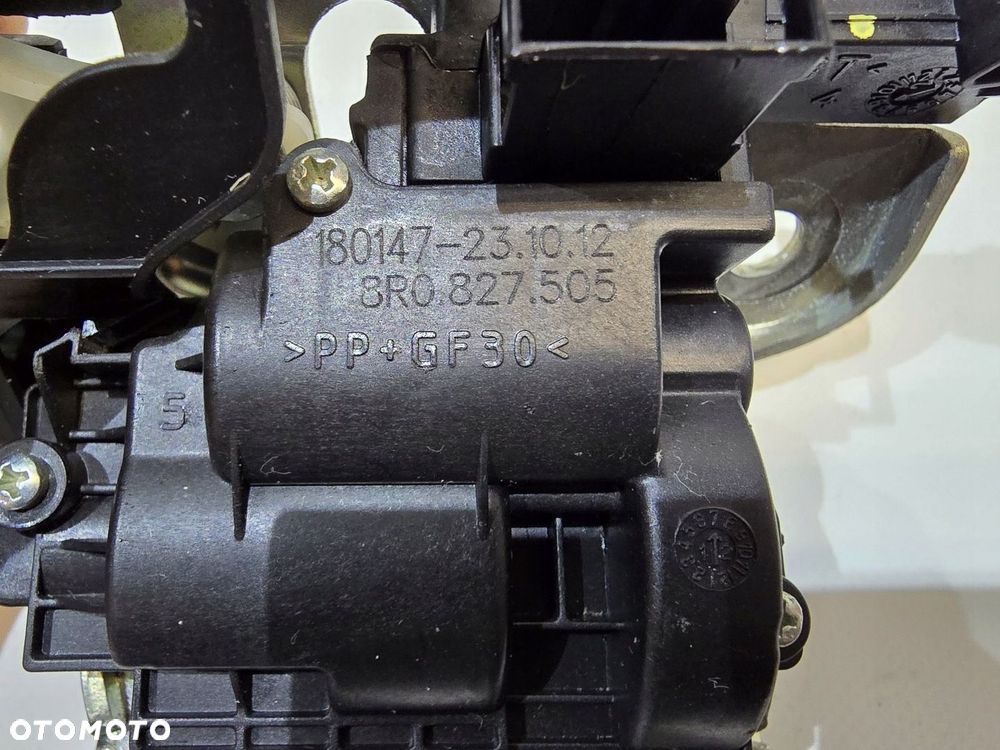 180147-23.10.12
8R0.827.505
>PP+GF30<
5
OTOMOTO